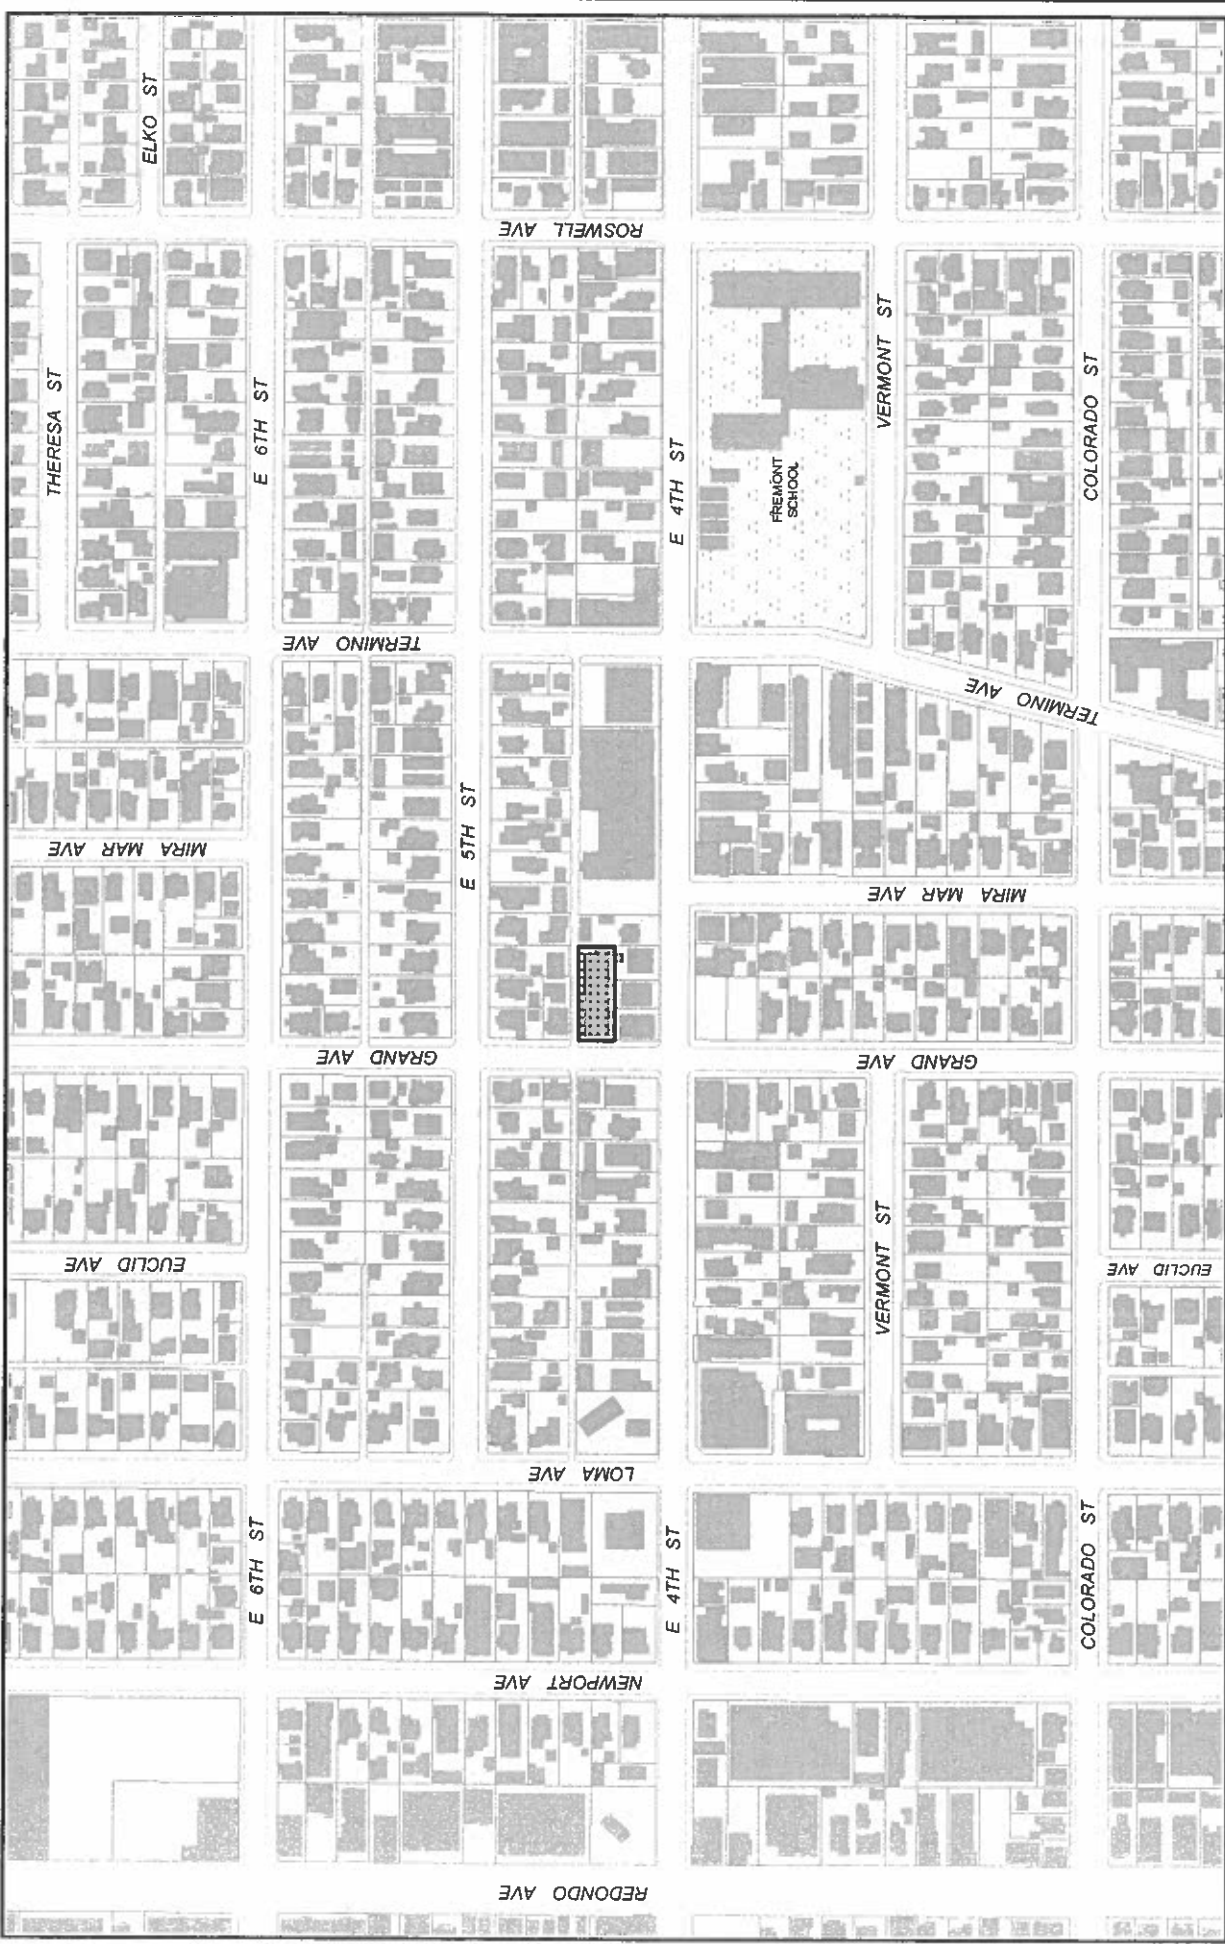 ELKO ST
ROSWELL AVE
THERESA ST
E 6TH ST
E 4TH ST
VERMONT ST
COLORADO ST
FREMONT
SCHOOL
TERMINO AVE
TERMINO AVE
MIRA MAR AVE
E 5TH ST
MIRA MAR AVE
GRAND AVE
GRAND AVE
EUCLID AVE
VERMONT ST
EUCLID AVE
LOMA AVE
E 6TH ST
E 4TH ST
COLORADO ST
NEWPORT AVE
REDONDO AVE